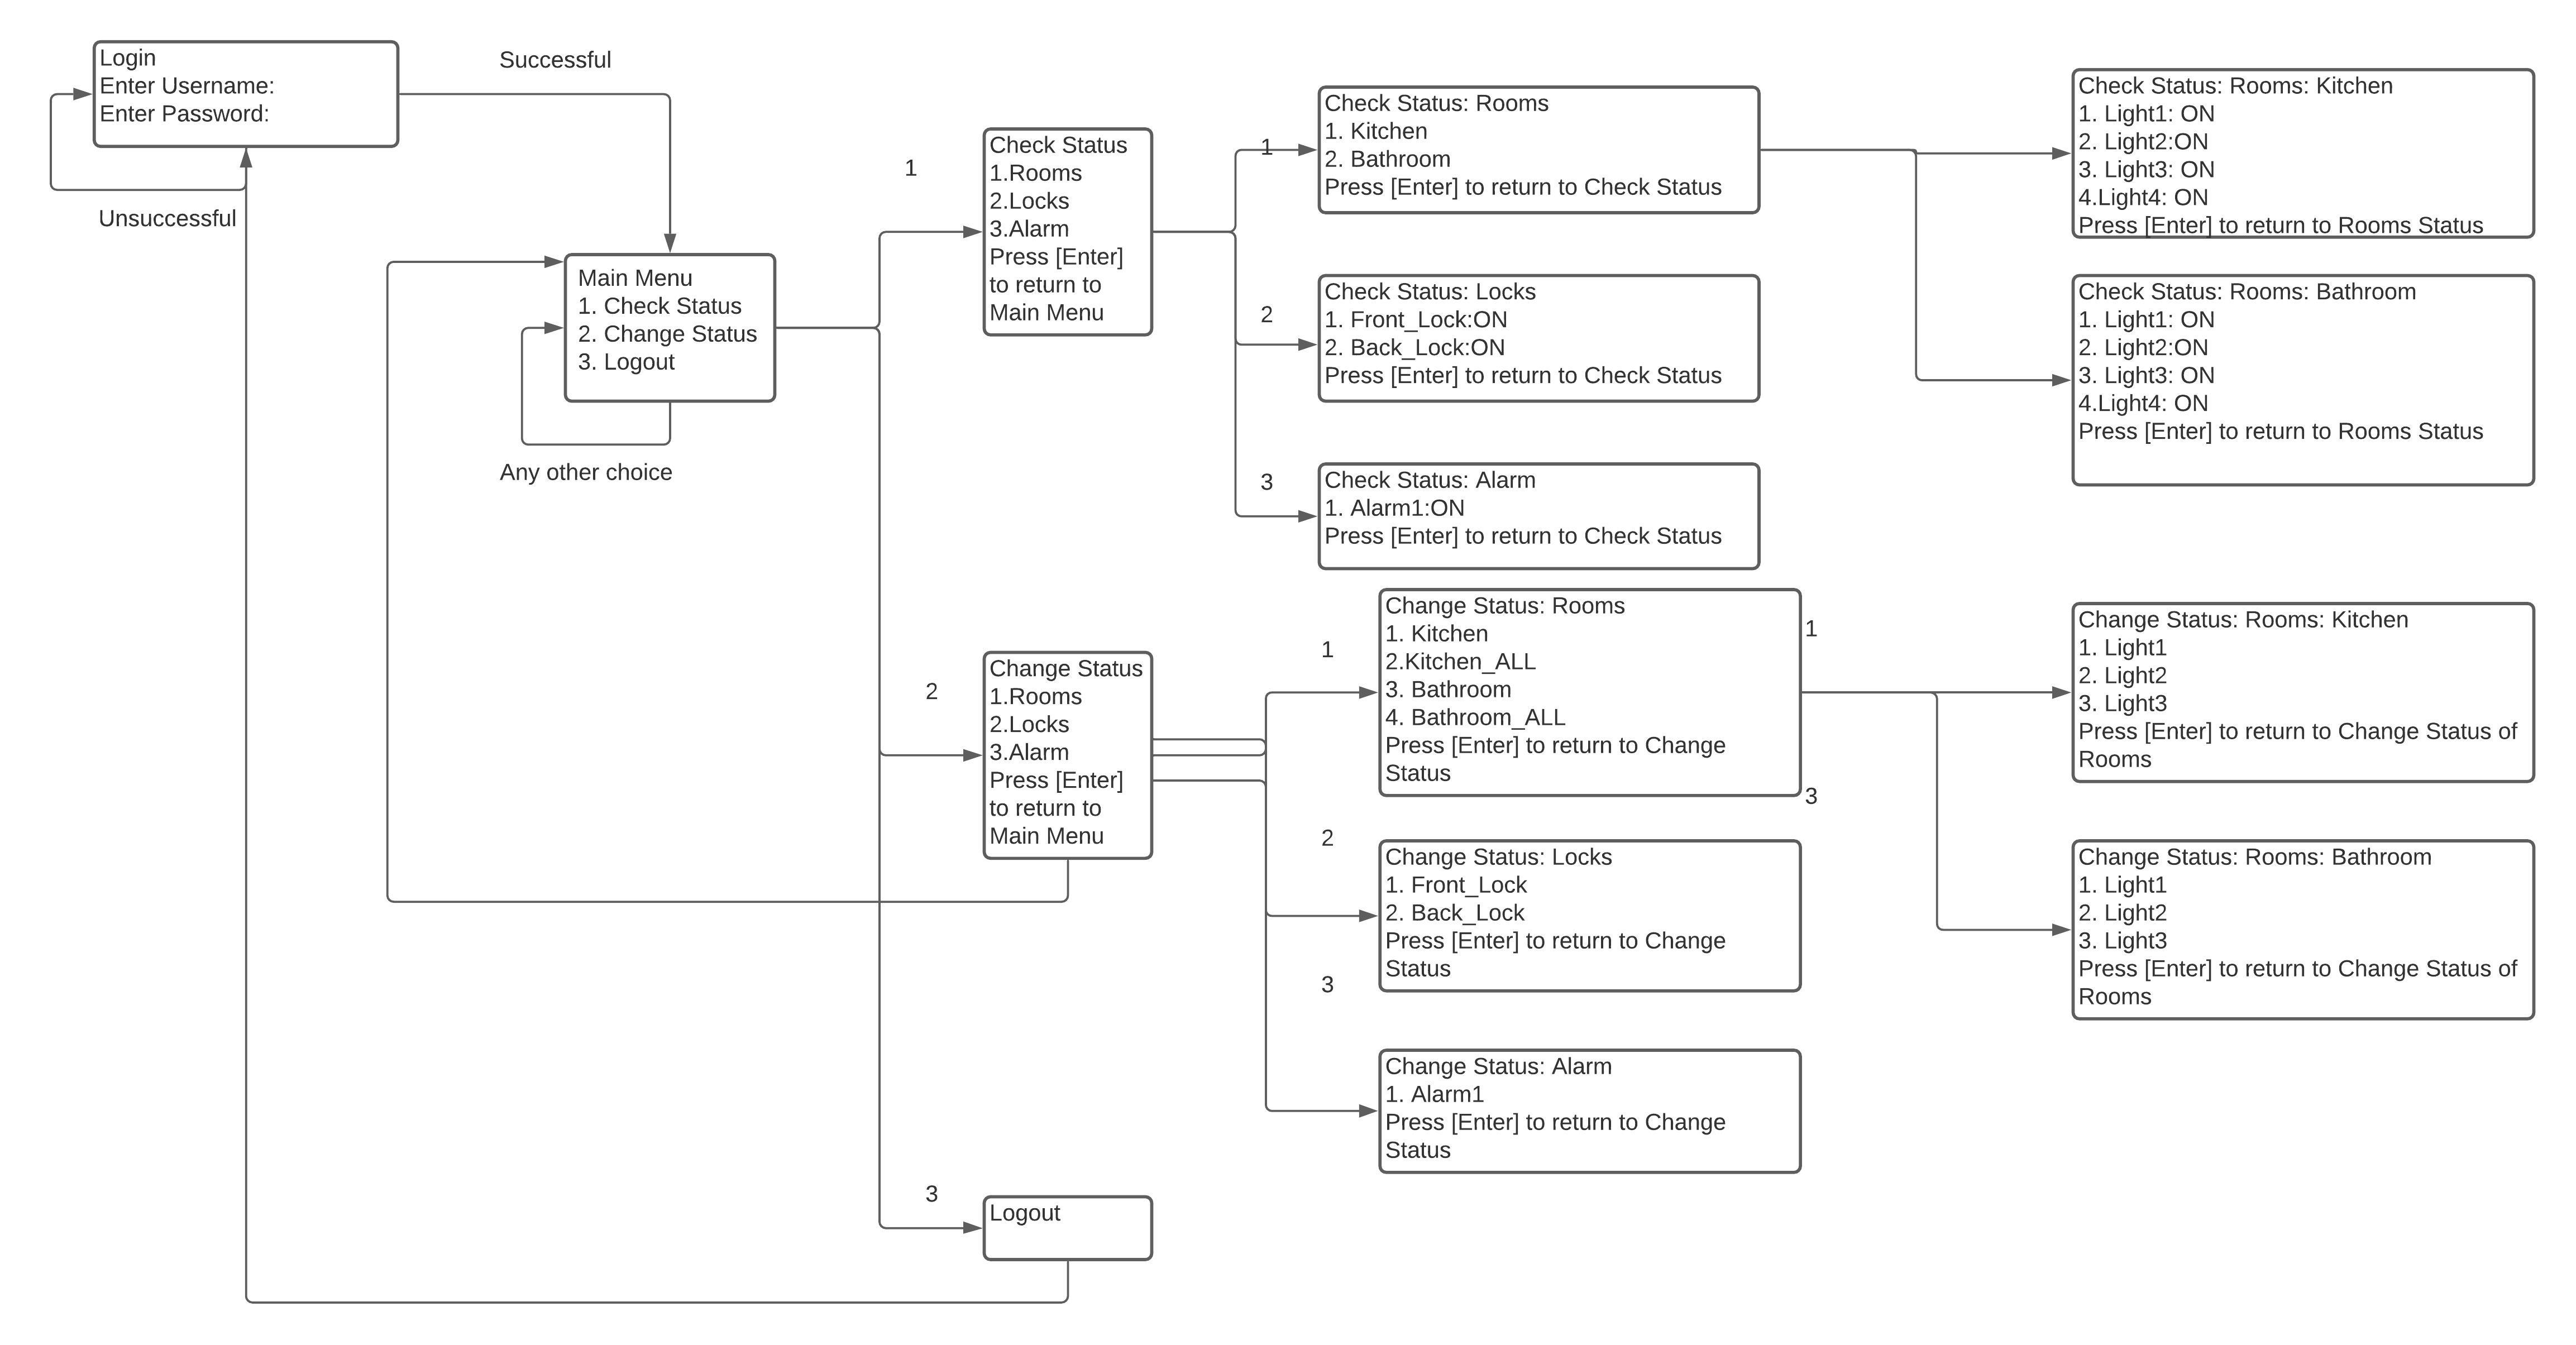 Login
Enter Username:
Enter Password:
Successful
Unsuccessful
Main Menu
1. Check Status
2. Change Status
3. Logout
Any other choice
1
Check Status
1.Rooms
2.Locks
3.Alarm
Press [Enter]
to return to
Main Menu
1
Check Status: Rooms
1. Kitchen
2. Bathroom
Press [Enter] to return to Check Status
2
Check Status: Locks
1. Front_Lock:ON
2. Back_Lock:ON
Press [Enter] to return to Check Status
3
Check Status: Alarm
1. Alarm1:ON
Press [Enter] to return to Check Status
Check Status: Rooms: Kitchen
1. Light1: ON
2. Light2:ON
3. Light3: ON
4.Light4: ON
Press [Enter] to return to Rooms Status
Check Status: Rooms: Bathroom
1. Light1: ON
2. Light2:ON
3. Light3: ON
4.Light4: ON
Press [Enter] to return to Rooms Status
2
Change Status
1.Rooms
2.Locks
3.Alarm
Press [Enter]
to return to
Main Menu
1
Change Status: Rooms
1. Kitchen
2.Kitchen_ALL
3. Bathroom
4. Bathroom_ALL
Press [Enter] to return to Change
Status
2
Change Status: Locks
1. Front_Lock
2. Back_Lock
Press [Enter] to return to Change
Status
3
Change Status: Alarm
1. Alarm1
Press [Enter] to return to Change
Status
1
Change Status: Rooms: Kitchen
1. Light1
2. Light2
3. Light3
Press [Enter] to return to Change Status of
Rooms
3
Change Status: Rooms: Bathroom
1. Light1
2. Light2
3. Light3
Press [Enter] to return to Change Status of
Rooms
3
Logout